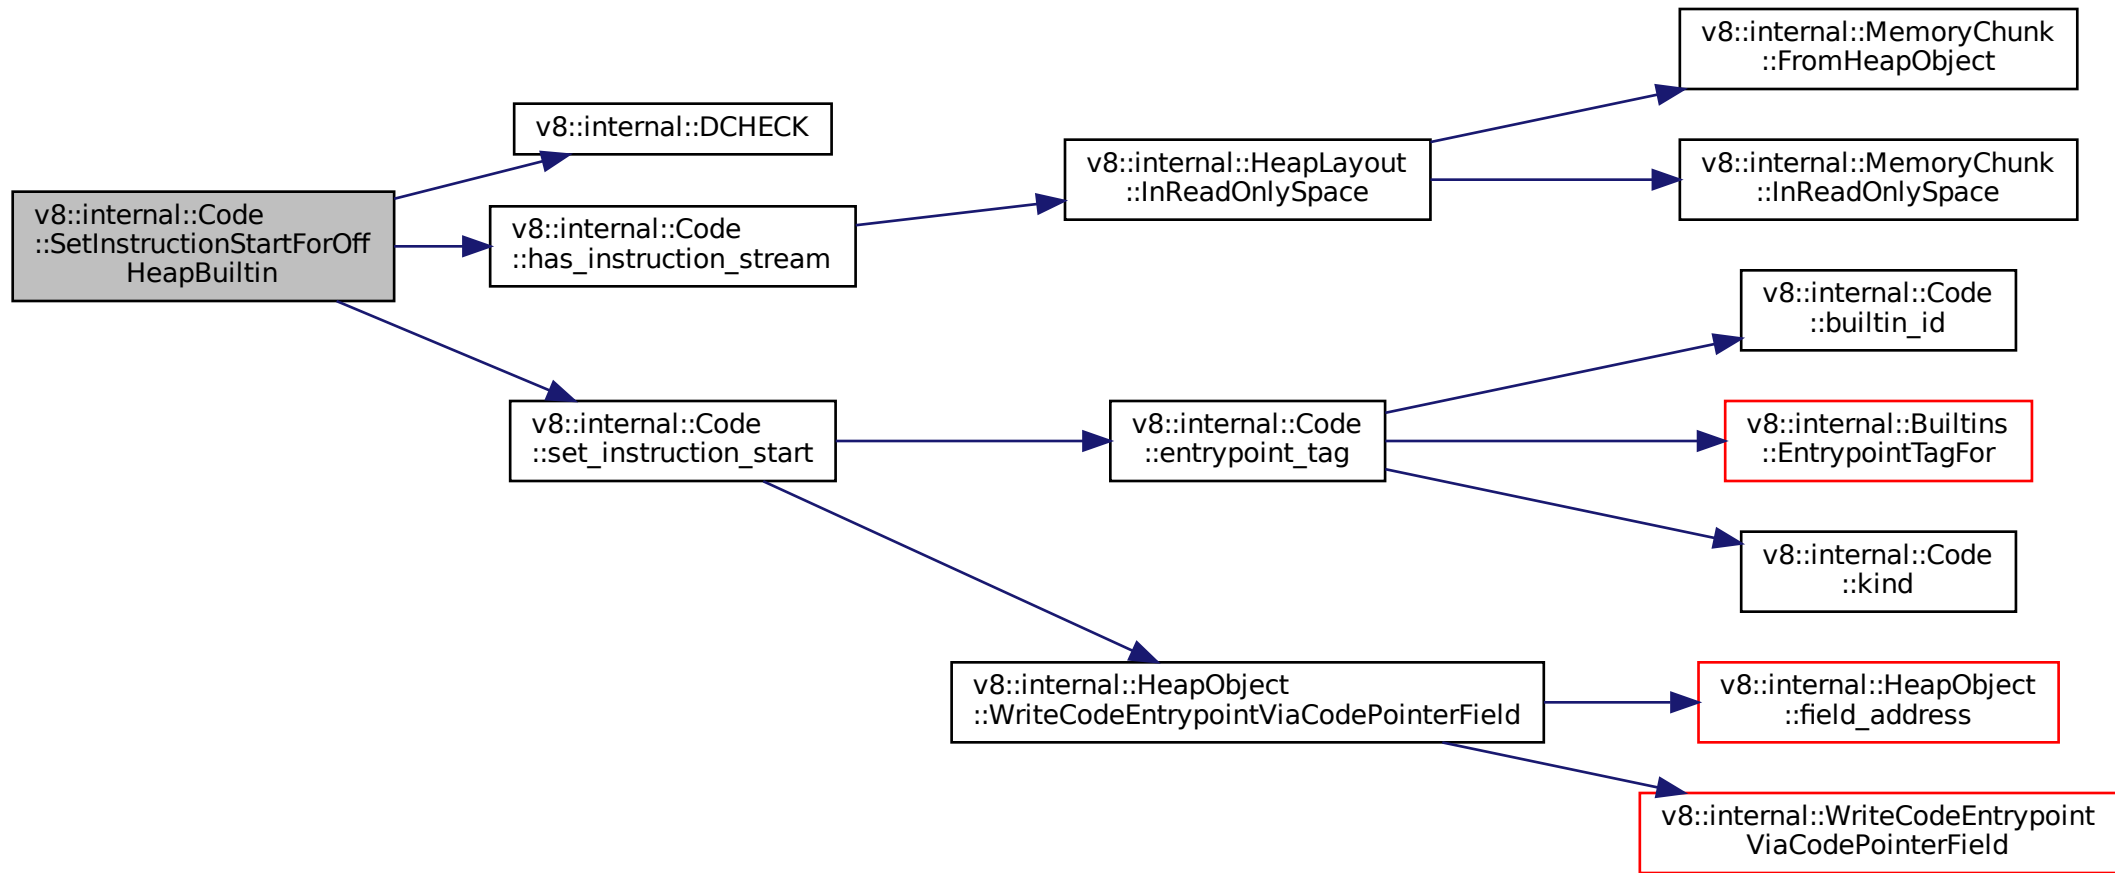 v8::internal::Code
::SetInstructionStartForOff
HeapBuiltin
v8::internal::DCHECK
v8::internal::Code
::has_instruction_stream
v8::internal::HeapLayout
::InReadOnlySpace
v8::internal::MemoryChunk
::FromHeapObject
v8::internal::MemoryChunk
::InReadOnlySpace
v8::internal::Code
::set_instruction_start
v8::internal::Code
::entrypoint_tag
v8::internal::Code
::builtin_id
v8::internal::Builtins
::EntrypointTagFor
v8::internal::Code
::kind
v8::internal::HeapObject
::WriteCodeEntrypointViaCodePointerField
v8::internal::HeapObject
::field_address
v8::internal::WriteCodeEntrypoint
ViaCodePointerField